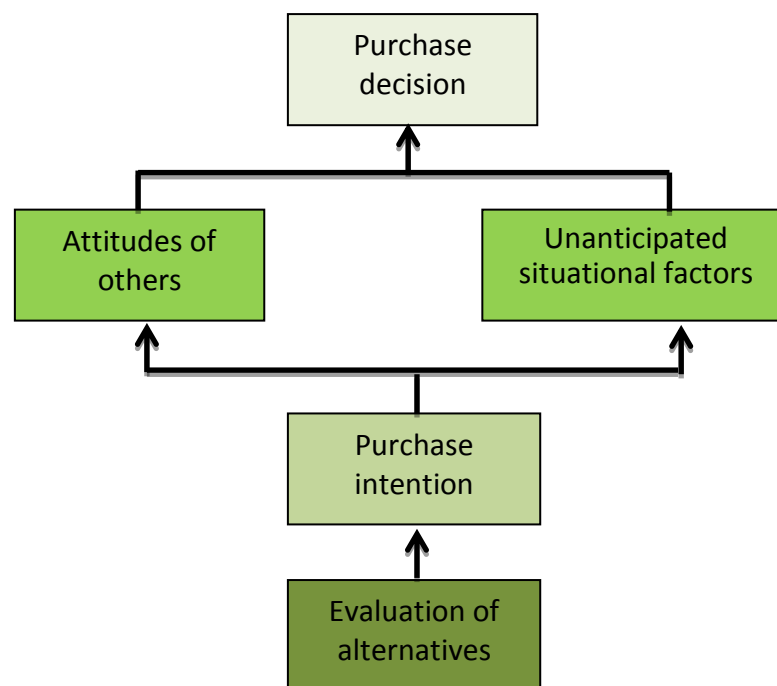 Purchase
decision
Attitudes of
others
Unanticipated
situational factors
Purchase
intention
Evaluation of
alternatives